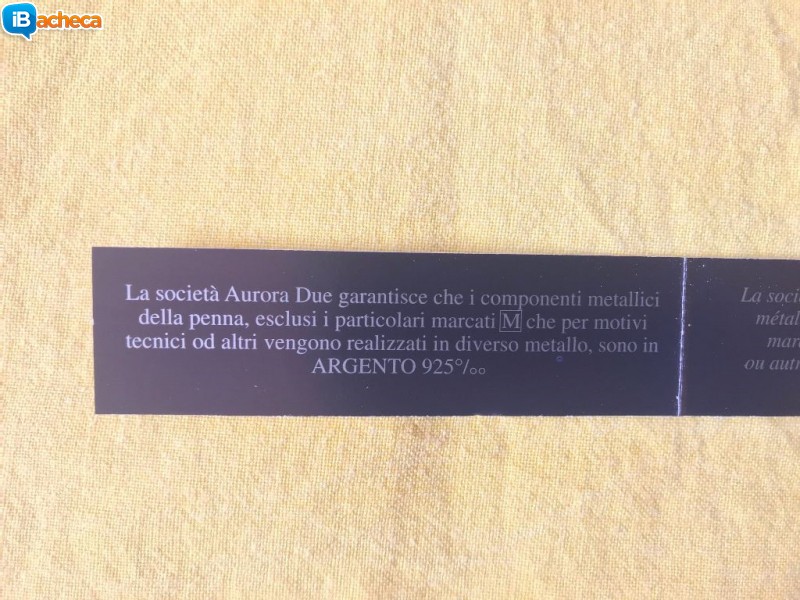 iBacheca
La società Aurora Due garantisce che i componenti metallici
della penna, esclusi i particolari marcati M che per motivi
tecnici od altri vengono realizzati in diverso metallo, sono in
ARGENTO 925°/oo
La soci
métal
mar
ou autr